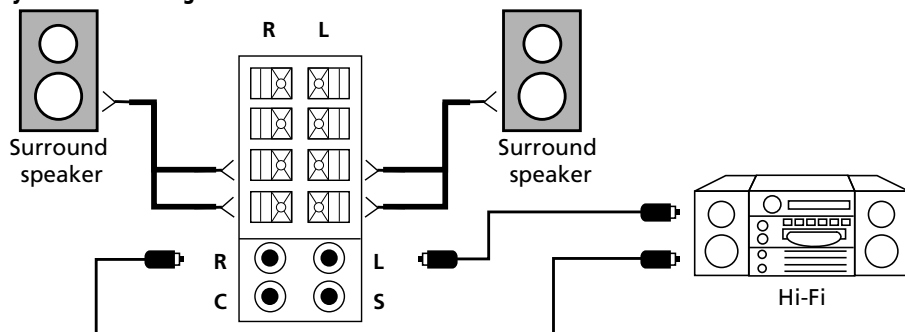 R L
Surround
speaker
Surround
speaker
R L
C S
Hi-Fi